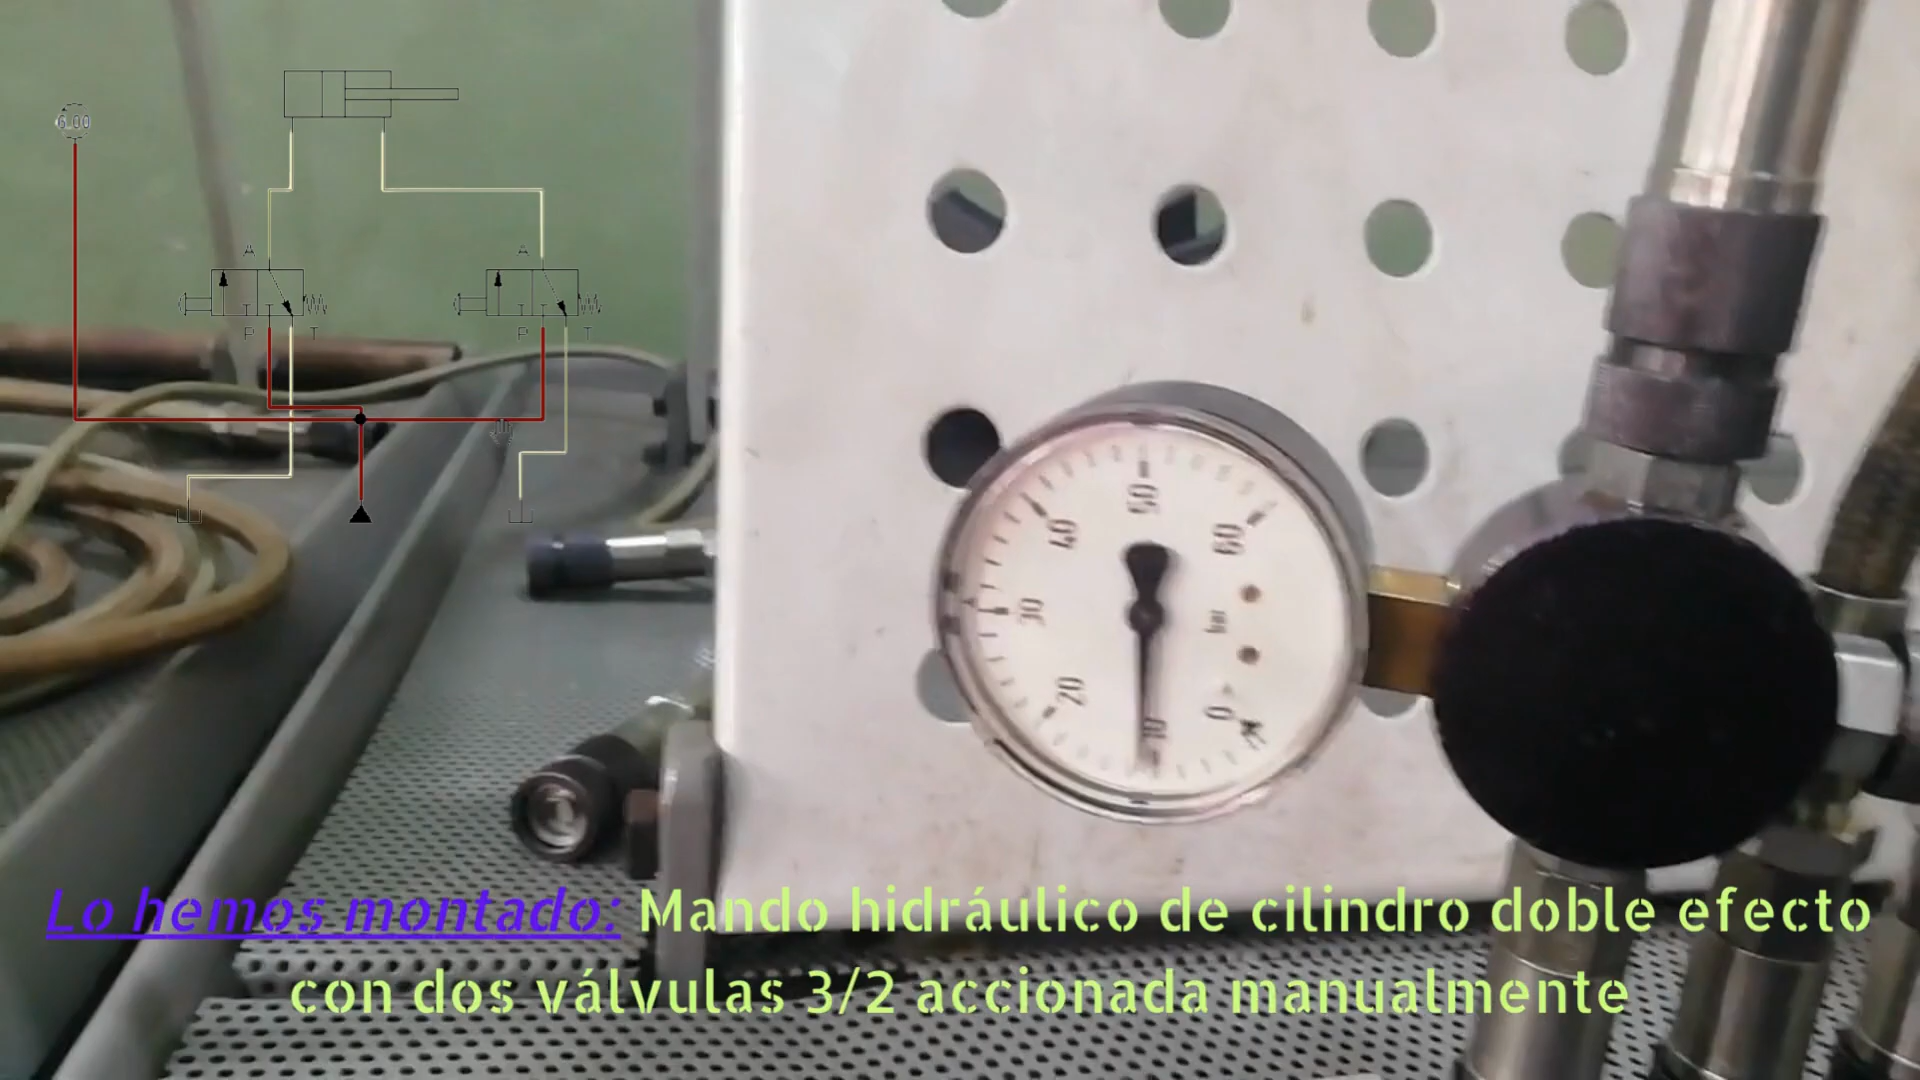 6.00
A
A
P
T
P
T
50
40
60
30
bar
20
0
10
Lo hemos montado: Mando hidráulico de cilindro doble efecto
con dos válvulas 3/2 accionada manualmente